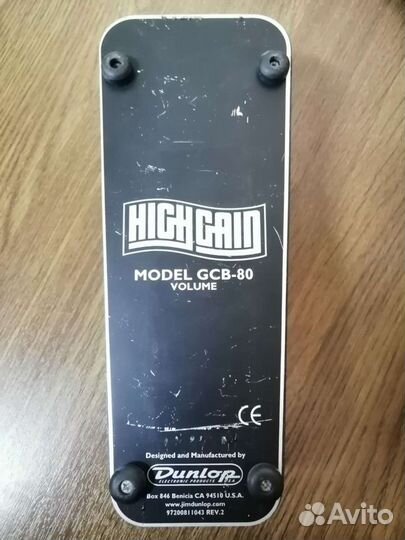 HIGH GAIN
MODEL GCB-80
VOLUME
CE
Designed and Manufactured by
Dunlop
ELECTRONIC PRODUCTS U.S.A.
Box 846 Benicia CA 94510 U.S.A.
www.jimdunlop.com
97200811043 REV.2
Avito